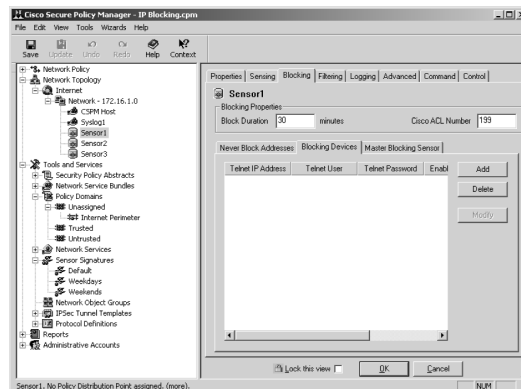 Cisco Secure Policy Manager - IP Blocking.cpm
File Edit View Tools Wizards Help
Save Update Undo Redo Help Context
Network Policy
Network Topology
Internet
Network - 172.16.1.0
CSPM Host
Syslog1
Sensor1
Sensor2
Sensor3
Tools and Services
Security Policy Abstracts
Network Service Bundles
Policy Domains
Unassigned
Internet Perimeter
Trusted
Untrusted
Network Services
Sensor Signatures
Default
Weekdays
Weekends
Network Object Groups
IPSec Tunnel Templates
Protocol Definitions
Reports
Administrative Accounts
Properties Sensing Blocking Filtering Logging Advanced Command Control
Sensor1
Blocking Properties
Block Duration 30 minutes Cisco ACL Number 199
Never Block Addresses Blocking Devices Master Blocking Sensor
Telnet IP Address Telnet User Telnet Password Enabl
Add
Delete
Modify
Lock this view OK Cancel
Sensor1. No Policy Distribution Point assigned. (more). NUM